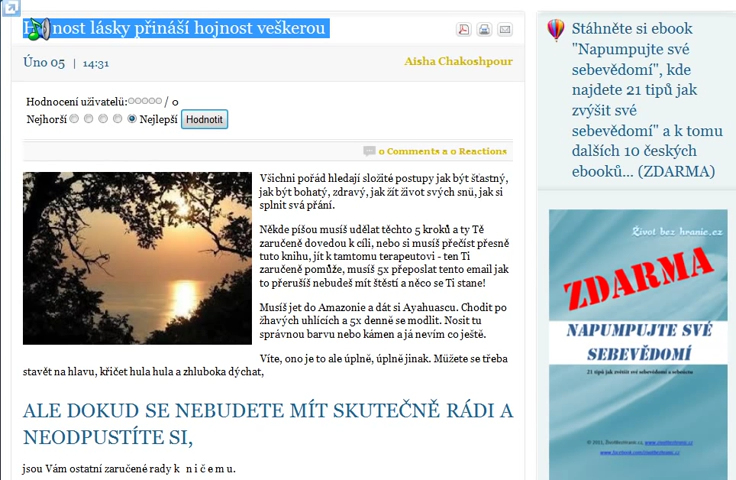 nost lásky přináší hojnost veškerou
Úno 05 | 14:31
Aisha Chakoshpour
Hodnocení uživatelů: / 0
Nejhorší Nejlepší Hodnotit
0 Comments a 0 Reactions
Všichni pořád hledají složité postupy jak být šťastný,
jak být bohatý, zdravý, jak žít život svých snů, jak si
splnit svá přání.
Někde píšou musíš udělat těchto 5 kroků a ty Tě
zaručeně dovedou k cíli, nebo si musíš přečíst přesně
tuto knihu, jít k tamtomu terapeutovi - ten Ti
zaručeně pomůže, musíš 5x přeposlat tento email jak
to přerušíš nebudeš mít štěstí a něco se Ti stane!
Musíš jet do Amazonie a dát si Ayahuascu. Chodit po
žhavých uhlících a 5x denně se modlit. Nosit tu
správnou barvu nebo kámen a já nevím co ještě.
Víte, ono je to ale úplně, úplně jinak. Můžete se třeba
stavět na hlavu, křičet hula hula a zhluboka dýchat,
ALE DOKUD SE NEBUDETE MÍT SKUTEČNĚ RÁDI A
NEODPUSTÍTE SI,
jsou Vám ostatní zaručené rady k n i č e m u.
Stáhněte si ebook
"Napumpujte své
sebevědomí", kde
najdete 21 tipů jak
zvýšit své
sebevědomí" a k tomu
dalších 10 českých
ebooků... (ZDARMA)
Život bez hranic.cz
ZDARMA
NAPUMPUJTE SVÉ
SEBEVĚDOMÍ
21 tipů jak zvýšit své sebevědomí a sebeúctu